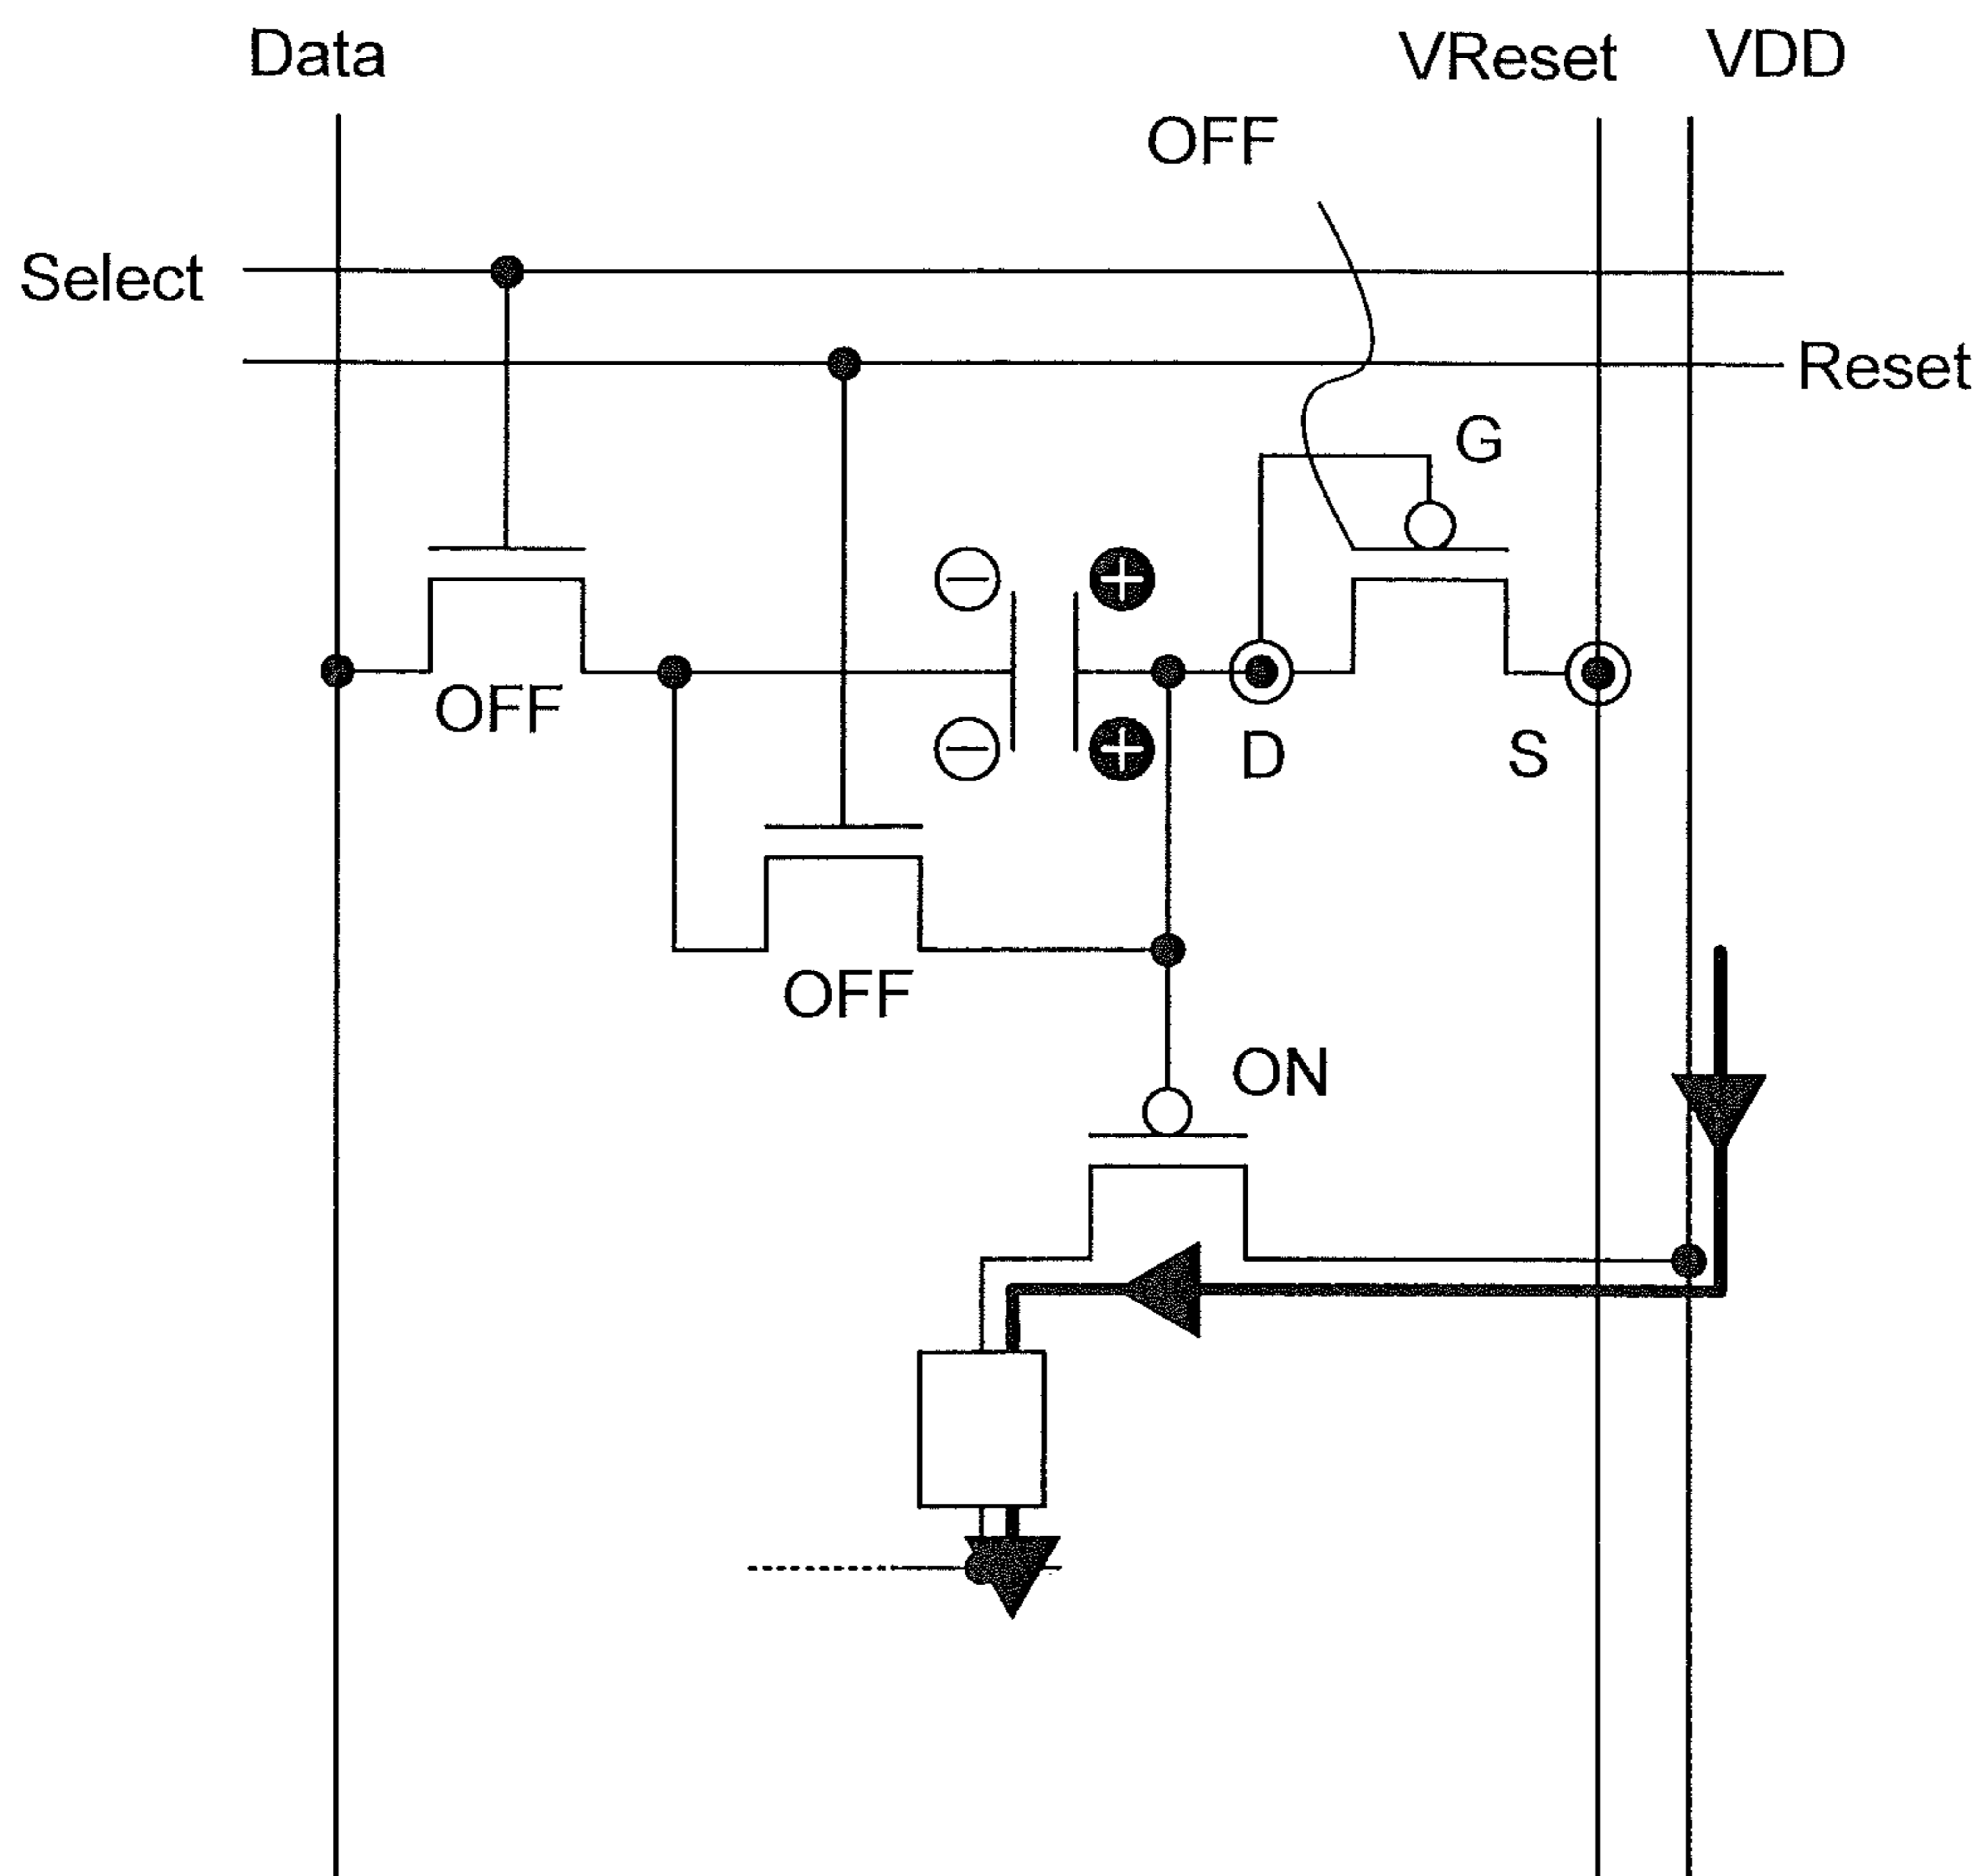 Data
VReset
VDD
OFF
Select
Reset
G
OFF
D
S
OFF
ON